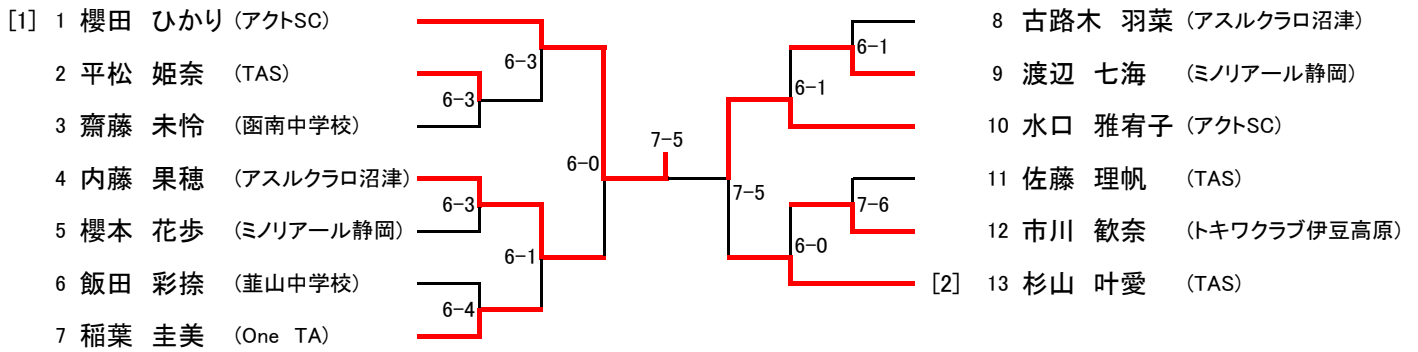 [1] 1 櫻田 ひかり (アクトSC)
2 平松 姫奈 (TAS)
3 齋藤 未怜 (函南中学校)
4 内藤 果穂 (アスルクラロ沼津)
5 櫻本 花歩 (ミノリアール静岡)
6 飯田 彩捺 (韮山中学校)
7 稲葉 圭美 (One TA)
6-3
6-3
6-3
6-1
6-4
6-0
7-5
7-5
6-1
6-1
7-6
6-0
8 古路木 羽菜 (アスルクラロ沼津)
9 渡辺 七海 (ミノリアール静岡)
10 水口 雅宥子 (アクトSC)
11 佐藤 理帆 (TAS)
12 市川 歓奈 (トキワクラブ伊豆高原)
[2] 13 杉山 叶愛 (TAS)